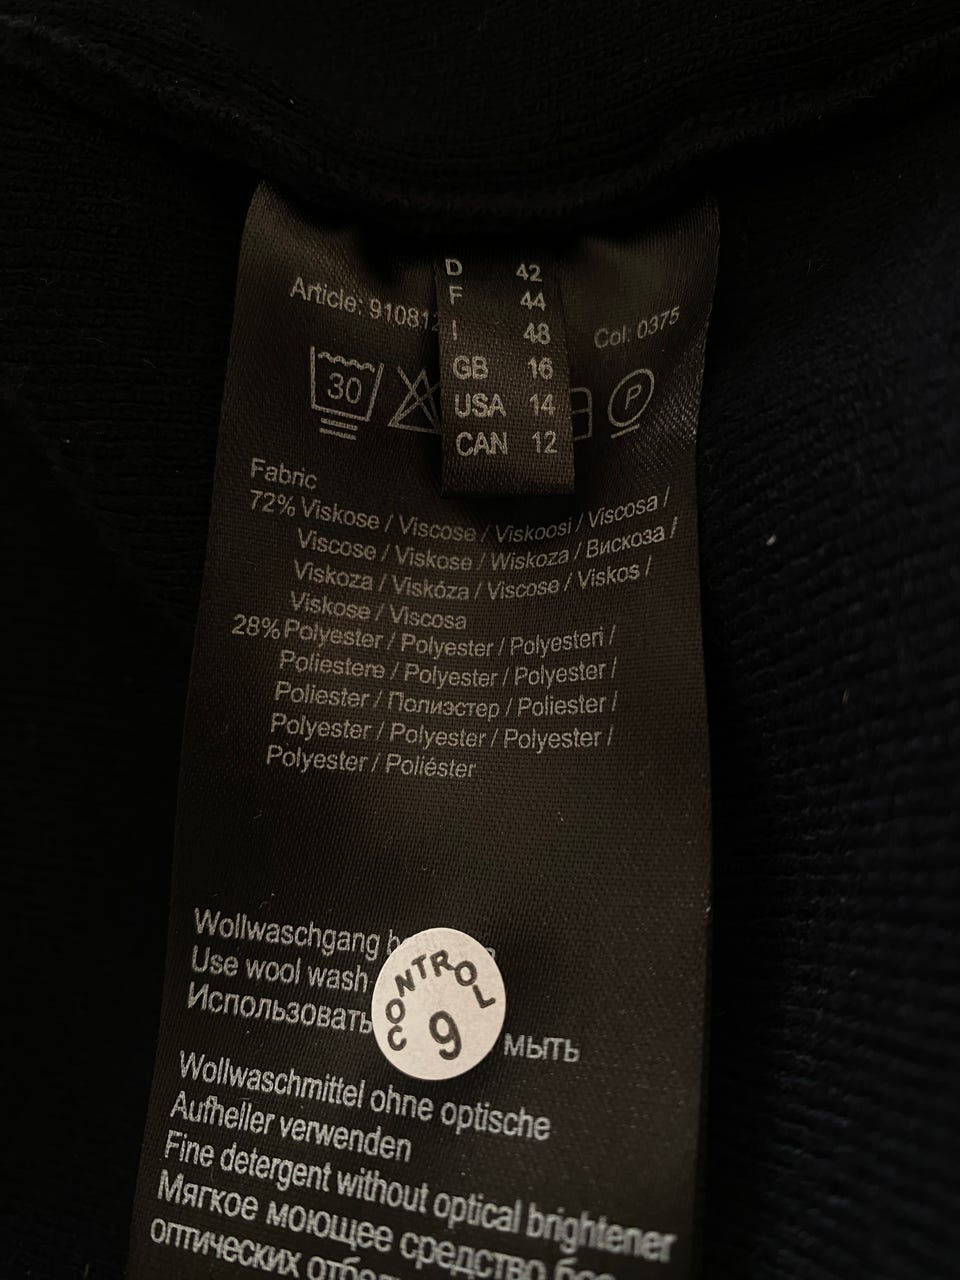 D 42
F 44
I 48
GB 16
USA 14
CAN 12
Article: 910812
Col: 0375
30
P
Fabric
72% Viskose / Viscose / Viskoosi / Viscosa /
Viscose / Viskose / Wiskoza / Вискоза /
Viskoza / Viskóza / Viscose / Viskos /
Viskose / Viscosa
28% Polyester / Polyester / Polyesteri /
Poliestere / Polyester / Polyester /
Poliester / Полиэстер / Poliester /
Polyester / Polyester / Polyester /
Polyester / Poliéster
Wollwaschgang
Use wool wash
Использовать мыть
CONTROL
9
Wollwaschmittel ohne optische
Aufheller verwenden
Fine detergent without optical brightener
Мягкое моющее средство без
оптических